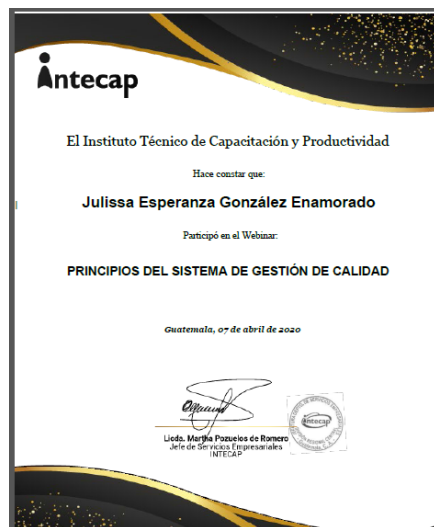 intecap
El Instituto Técnico de Capacitación y Productividad
Hace constar que:
Julissa Esperanza González Enamorado
Participó en el Webinar:
PRINCIPIOS DEL SISTEMA DE GESTIÓN DE CALIDAD
Guatemala, 07 de abril de 2020
Licda. Martha Pozuelos de Romero
Jefe de Servicios Empresariales
INTECAP
intecap